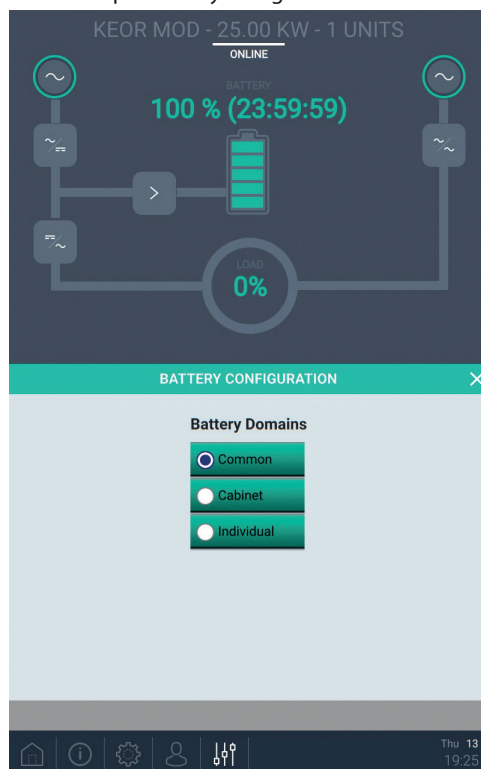 KEOR MOD - 25.00 KW - 1 UNITS
ONLINE
BATTERY
100 % (23:59:59)
LOAD
0%
BATTERY CONFIGURATION
Battery Domains
Common
Cabinet
Individual
Thu 13
19:25